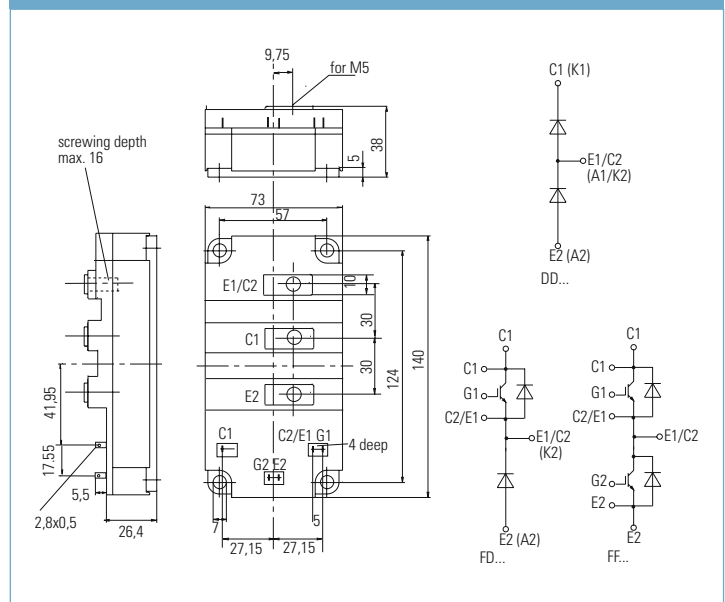 9,75
for M5
screwing depth
max. 16
38
5
73
57
E1/C2
10
30
C1
30
E2
124
140
41,95
17.55
C1
C2/E1 G1
4 deep
G2 E2
5,5
2,8x0,5
26,4
7
5
27,15
27,15
C1 (K1)
E1/C2
(A1/K2)
E2 (A2)
DD...
C1
C1
G1
C2/E1
E1/C2
(K2)
E2 (A2)
FD...
C1
C1
G1
C2/E1
E1/C2
G2
E2
E2
FF...